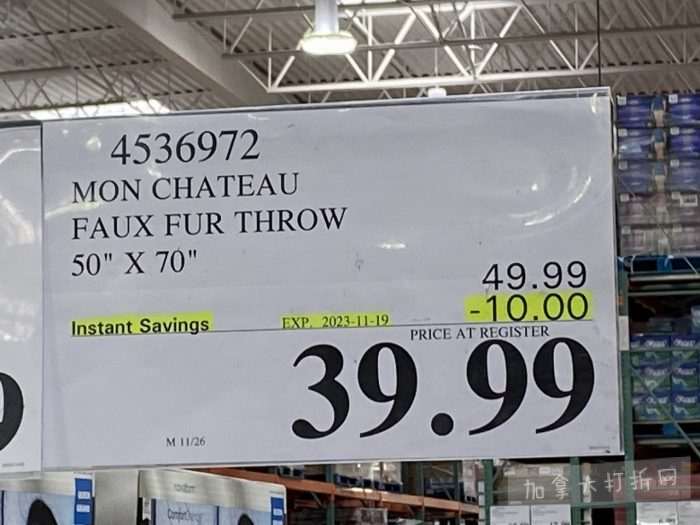 4536972
MON CHATEAU
FAUX FUR THROW
50" X 70"
49.99
Instant Savings EXP. 2023-11-19 -10.00
PRICE AT REGISTER
39.99
M 11/26
加拿大打折网